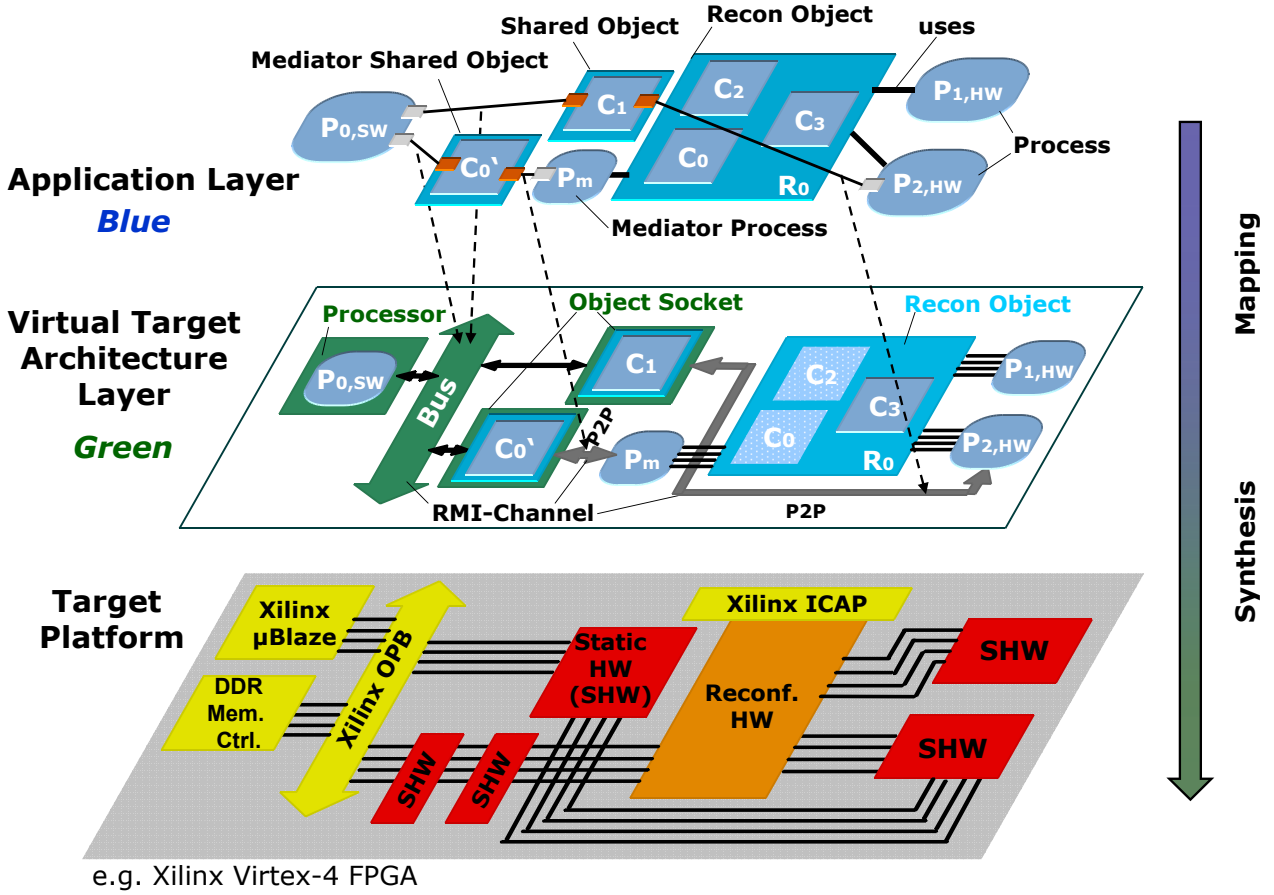 Recon Object
Shared Object
uses
Mediator Shared Object
C2
P1,HW
C1
P0,SW
C3
Process
C0'
C0
Pm
P2,HW
R0
Application Layer
Blue
Mediator Process
Mapping
Object Socket
Recon Object
Processor
Virtual Target
Architecture
Layer
Green
P0,SW
Bus
C1
C2
P1,HW
C3
C0'
P2P
C0
Pm
P2,HW
R0
RMI-Channel
P2P
Synthesis
Target
Platform
Xilinx
µBlaze
Xilinx OPB
Xilinx ICAP
Static
HW
(SHW)
SHW
DDR
Mem.
Ctrl.
Reconf.
HW
SHW
SHW
SHW
e.g. Xilinx Virtex-4 FPGA